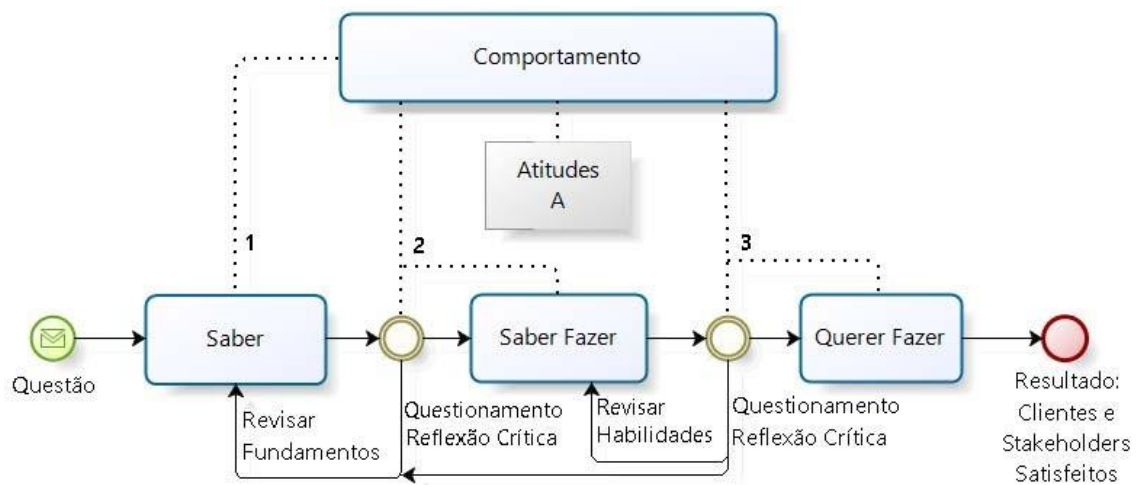 Comportamento
Atitudes
A
1
2
3
Questão
Saber
Saber Fazer
Querer Fazer
Revisar
Fundamentos
Questionamento
Reflexão Crítica
Revisar
Habilidades
Questionamento
Reflexão Crítica
Resultado:
Clientes e
Stakeholders
Satisfeitos